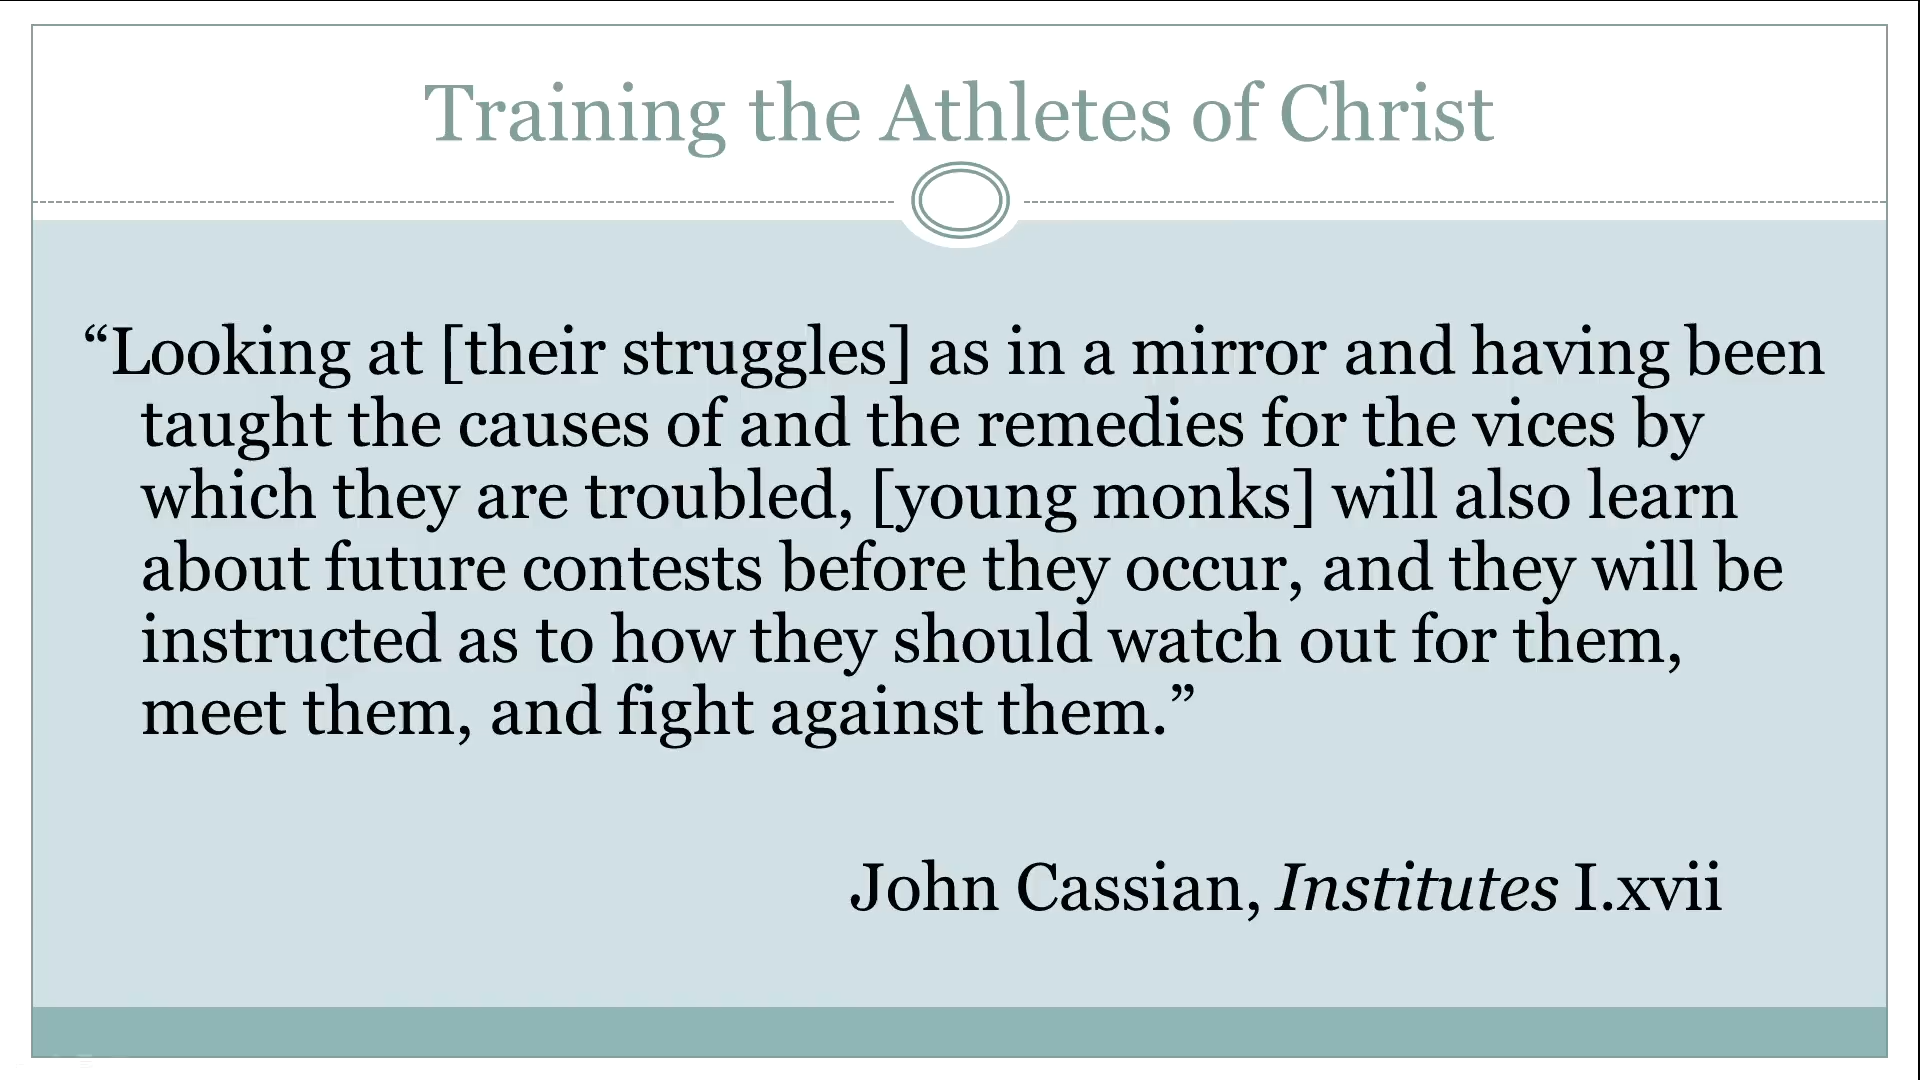 Training the Athletes of Christ
“Looking at [their struggles] as in a mirror and having been
taught the causes of and the remedies for the vices by
which they are troubled, [young monks] will also learn
about future contests before they occur, and they will be
instructed as to how they should watch out for them,
meet them, and fight against them.”
John Cassian, Institutes I.xvii